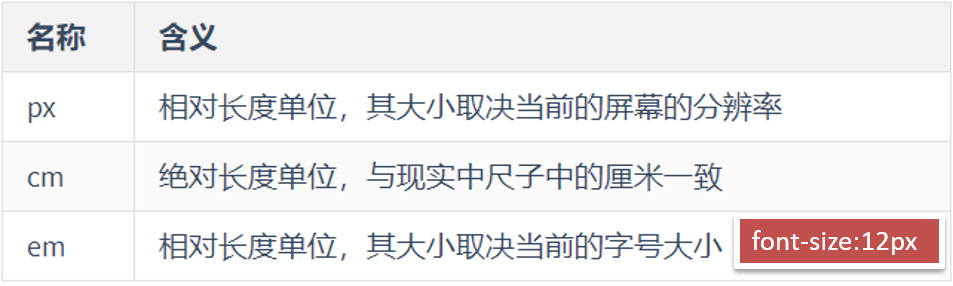 名称 含义
px 相对长度单位，其大小取决当前的屏幕的分辨率
cm 绝对长度单位，与现实中尺子中的厘米一致
em 相对长度单位，其大小取决当前的字号大小 font-size:12px